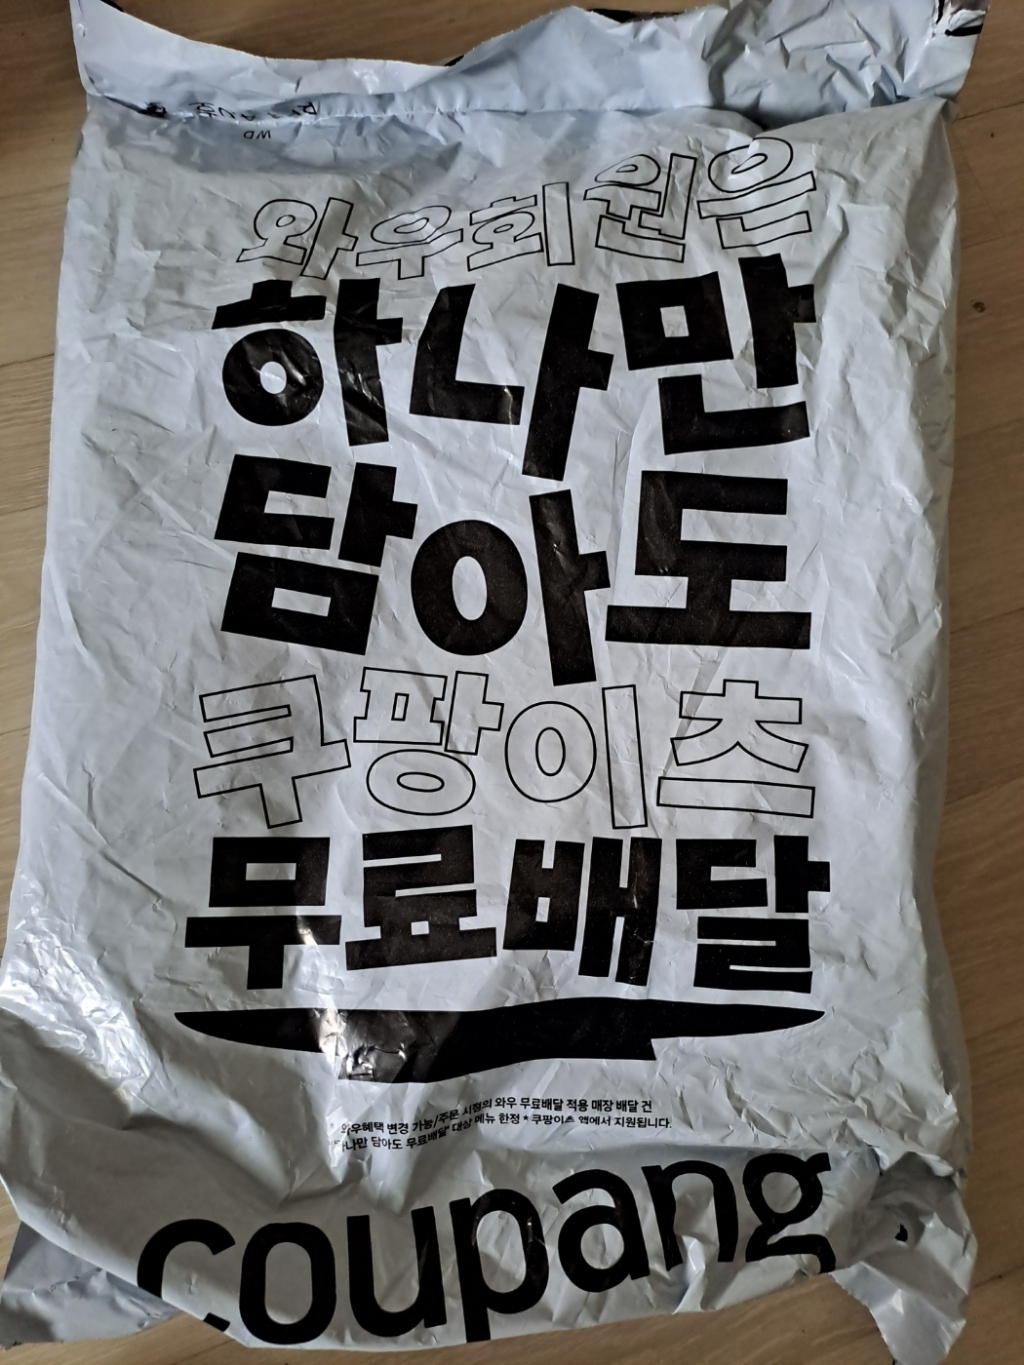 와우회원은
하나만
담아도
쿠팡이츠
무료배달
와우혜택 변경 가능/주문 시점의 와우 무료배달 적용 매장 배달 건
하나만 담아도 무료배달" 대상 메뉴 한정 * 쿠팡이츠 앱에서 지원됩니다.
coupang